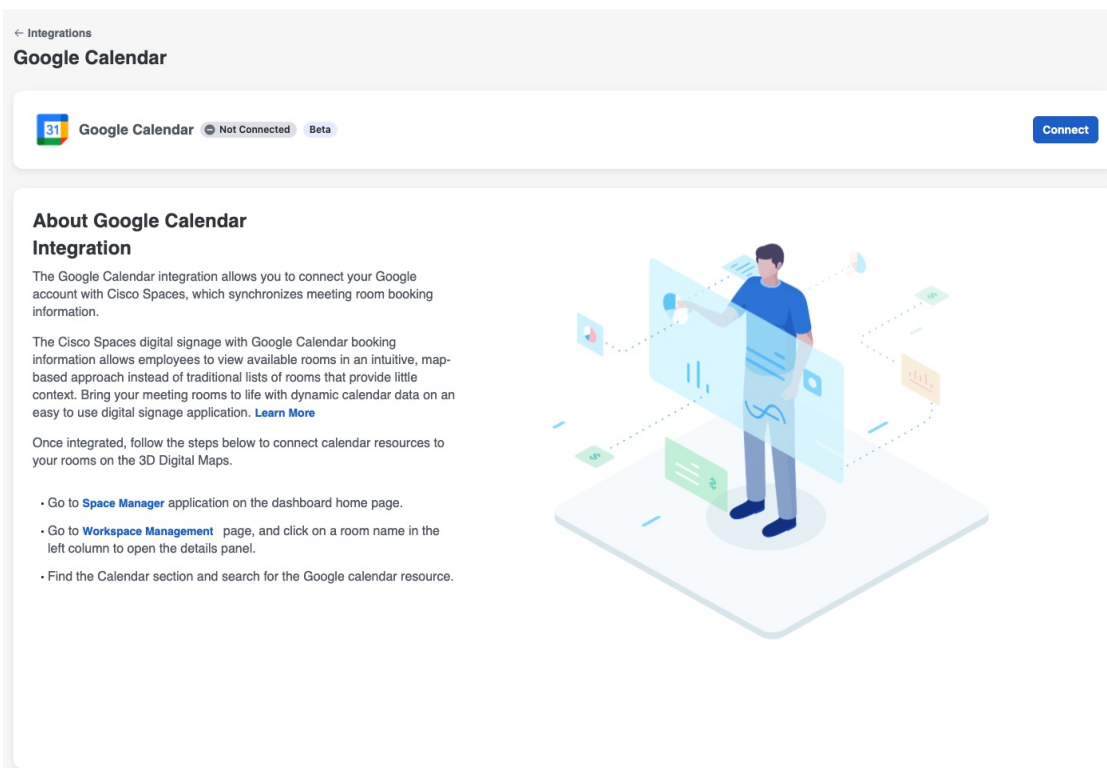 ← Integrations
Google Calendar
31 Google Calendar Not Connected Beta Connect
About Google Calendar
Integration
The Google Calendar integration allows you to connect your Google
account with Cisco Spaces, which synchronizes meeting room booking
information.
The Cisco Spaces digital signage with Google Calendar booking
information allows employees to view available rooms in an intuitive, map-
based approach instead of traditional lists of rooms that provide little
context. Bring your meeting rooms to life with dynamic calendar data on an
easy to use digital signage application. Learn More
Once integrated, follow the steps below to connect calendar resources to
your rooms on the 3D Digital Maps.
• Go to Space Manager application on the dashboard home page.
• Go to Workspace Management page, and click on a room name in the
left column to open the details panel.
• Find the Calendar section and search for the Google calendar resource.